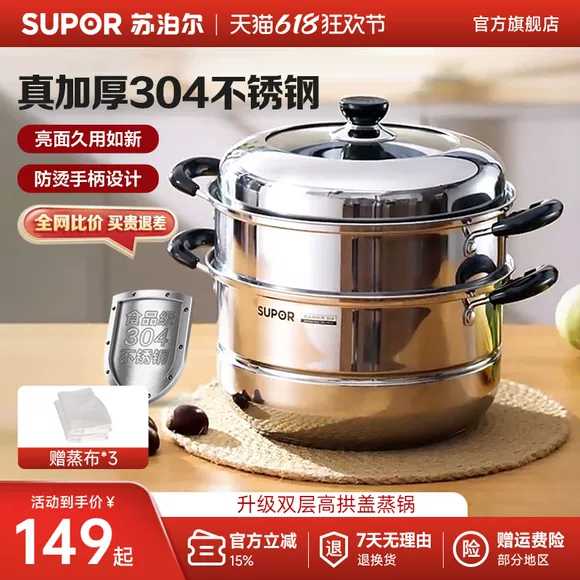 SUPOR 苏泊尔 天猫618狂欢节 官方旗舰店
真加厚304不锈钢
亮面久用如新
防烫手柄设计
全网比价 买贵退差
食品级
304
不锈钢
SUPOR
赠蒸布*3
升级双层高拱盖蒸锅
活动到手价¥
149起
官方立减
15%
退
7天无理由
退换货
险
赠运费险
部分地区